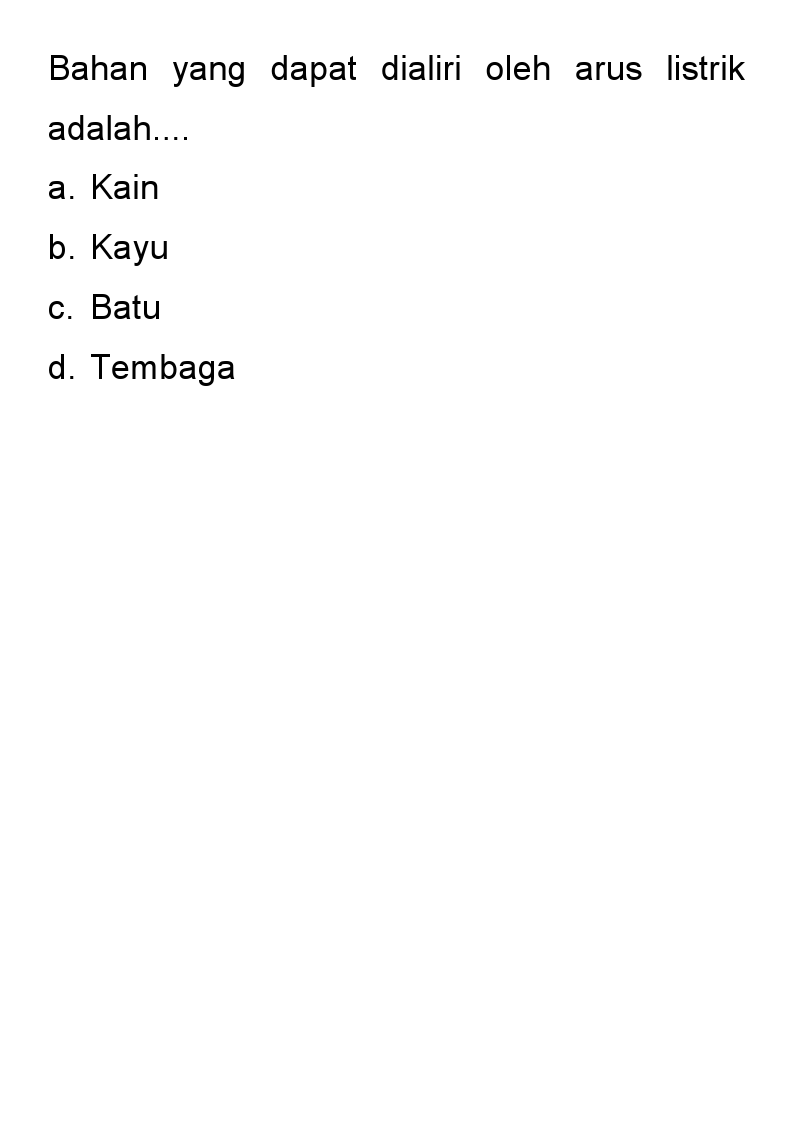 Bahan yang dapat dialiri oleh arus listrik
adalah....
a. Kain
b. Kayu
c. Batu
d. Tembaga